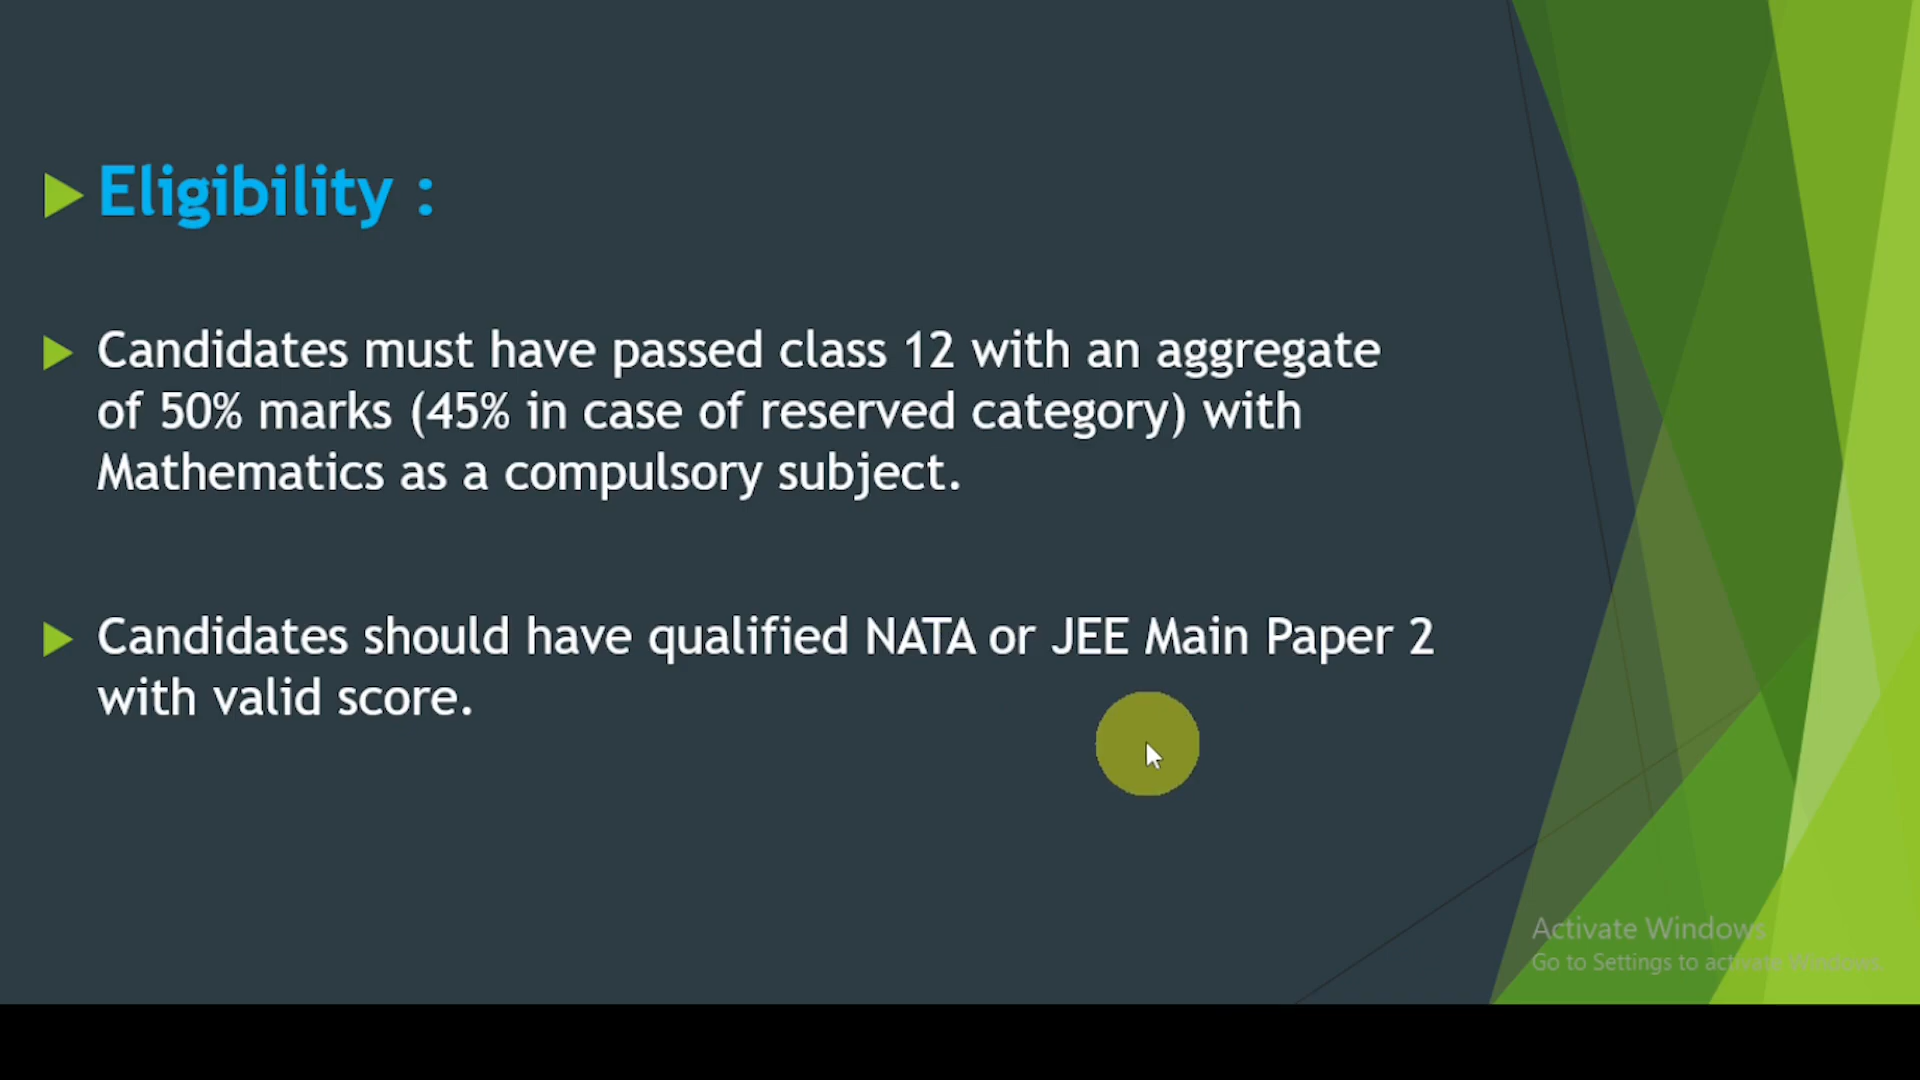 Eligibility :
Candidates must have passed class 12 with an aggregate
of 50% marks (45% in case of reserved category) with
Mathematics as a compulsory subject.
Candidates should have qualified NATA or JEE Main Paper 2
with valid score.
Activate Windows
Go to Settings to activate Windows.